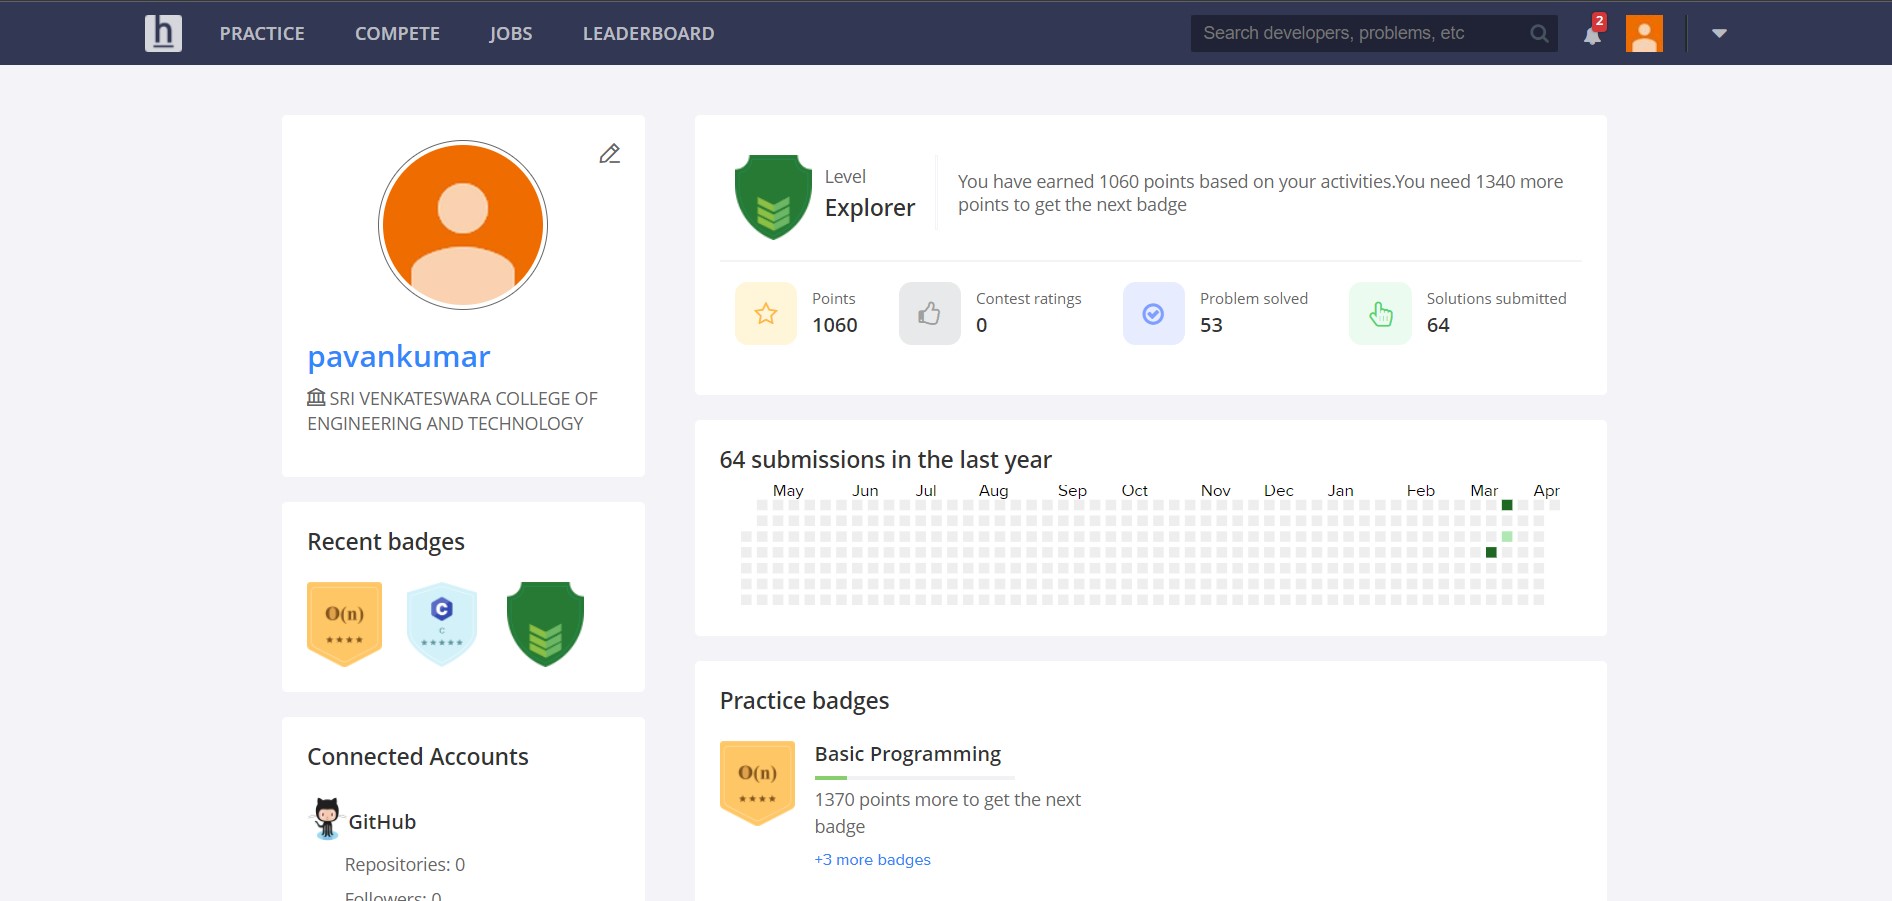 h
PRACTICE
COMPETE
JOBS
LEADERBOARD
Search developers, problems, etc
2
pavankumar
SRI VENKATESWARA COLLEGE OF
ENGINEERING AND TECHNOLOGY
Recent badges
O(n)
C
C
Connected Accounts
GitHub
Repositories: 0
Followers: 0
Level
Explorer
You have earned 1060 points based on your activities.You need 1340 more
points to get the next badge
Points
1060
Contest ratings
0
Problem solved
53
Solutions submitted
64
64 submissions in the last year
May Jun Jul Aug Sep Oct Nov Dec Jan Feb Mar Apr
Practice badges
O(n)
Basic Programming
1370 points more to get the next
badge
+3 more badges